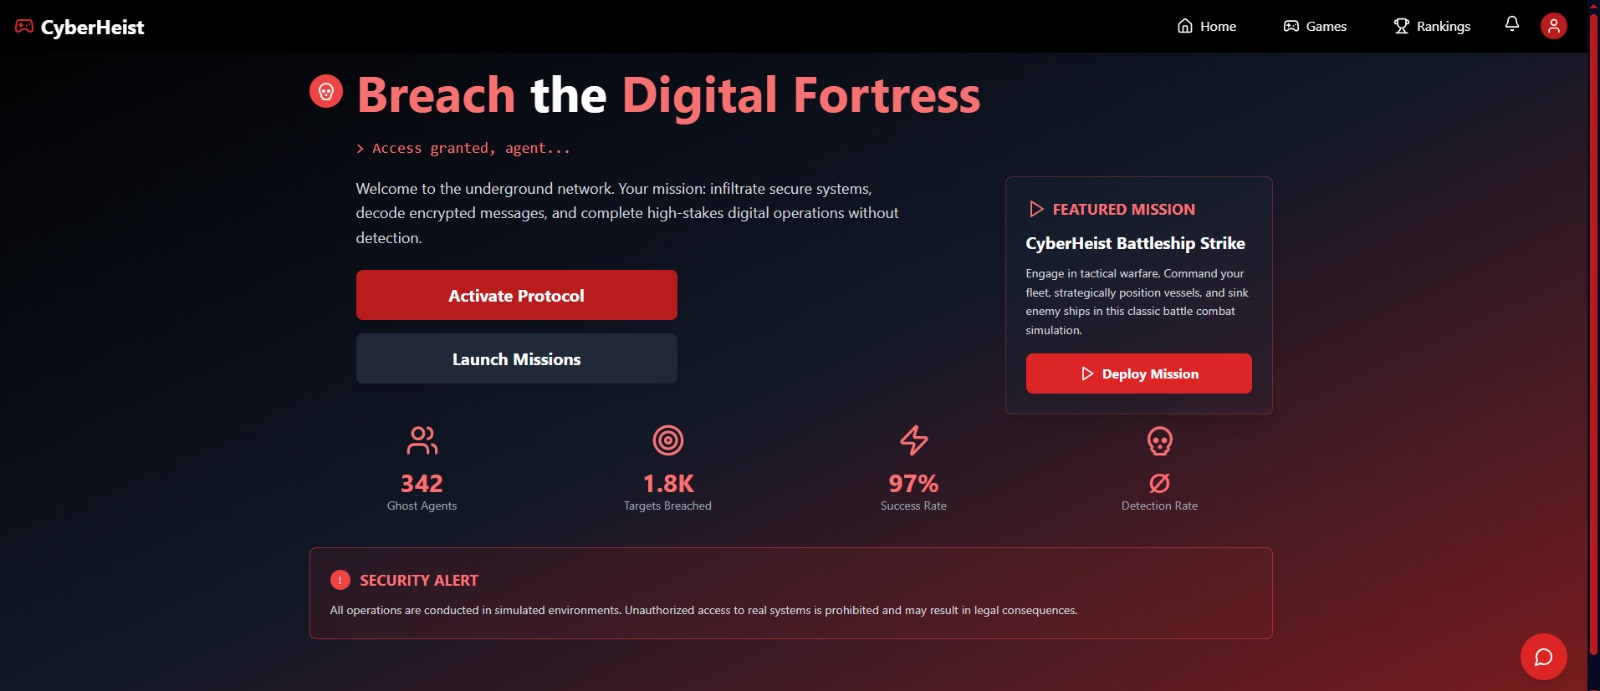 CyberHeist
Home
Games
Rankings
Breach the Digital Fortress
> Access granted, agent...
Welcome to the underground network. Your mission: infiltrate secure systems,
decode encrypted messages, and complete high-stakes digital operations without
detection.
Activate Protocol
Launch Missions
FEATURED MISSION
CyberHeist Battleship Strike
Engage in tactical warfare. Command your
fleet, strategically position vessels, and sink
enemy ships in this classic battle combat
simulation.
Deploy Mission
342
Ghost Agents
1.8K
Targets Breached
97%
Success Rate
Ø
Detection Rate
! SECURITY ALERT
All operations are conducted in simulated environments. Unauthorized access to real systems is prohibited and may result in legal consequences.